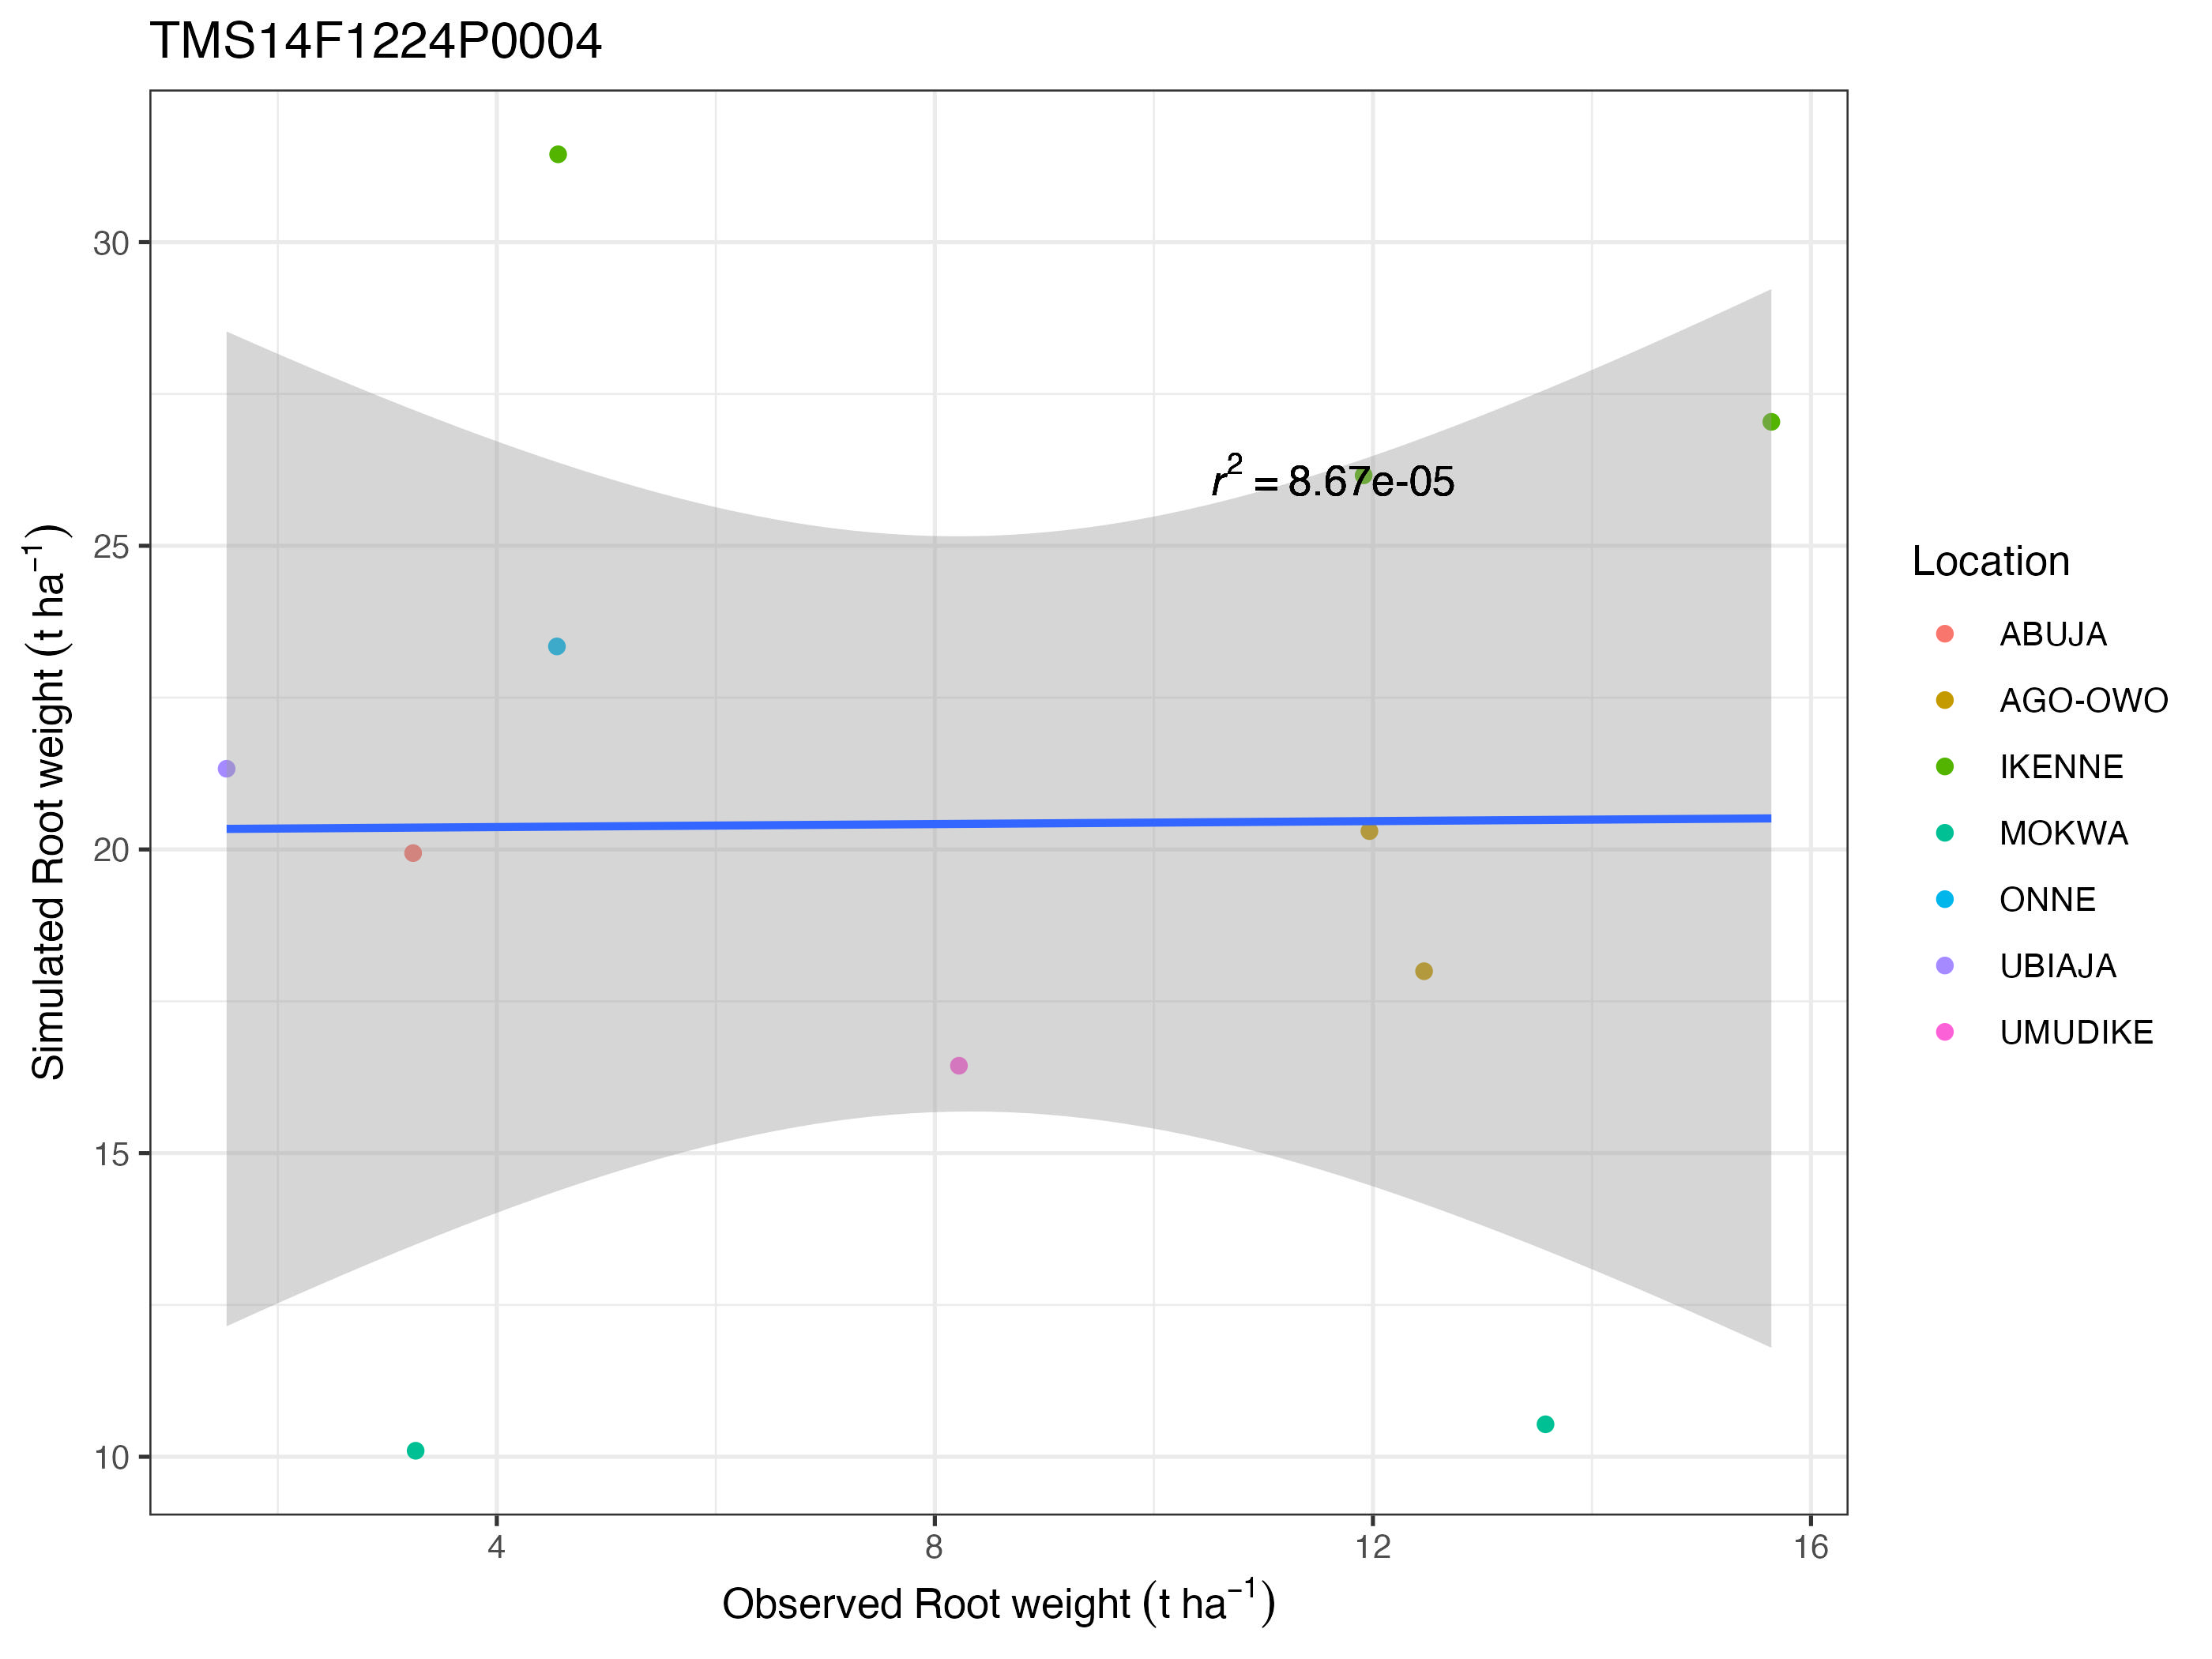 TMS14F1224P0004
Simulated Root weight (t ha⁻¹)
30
25
20
15
10
r² = 8.67e-05
4 8 12 16
Observed Root weight (t ha⁻¹)
Location
ABUJA
AGO-OWO
IKENNE
MOKWA
ONNE
UBIAJA
UMUDIKE